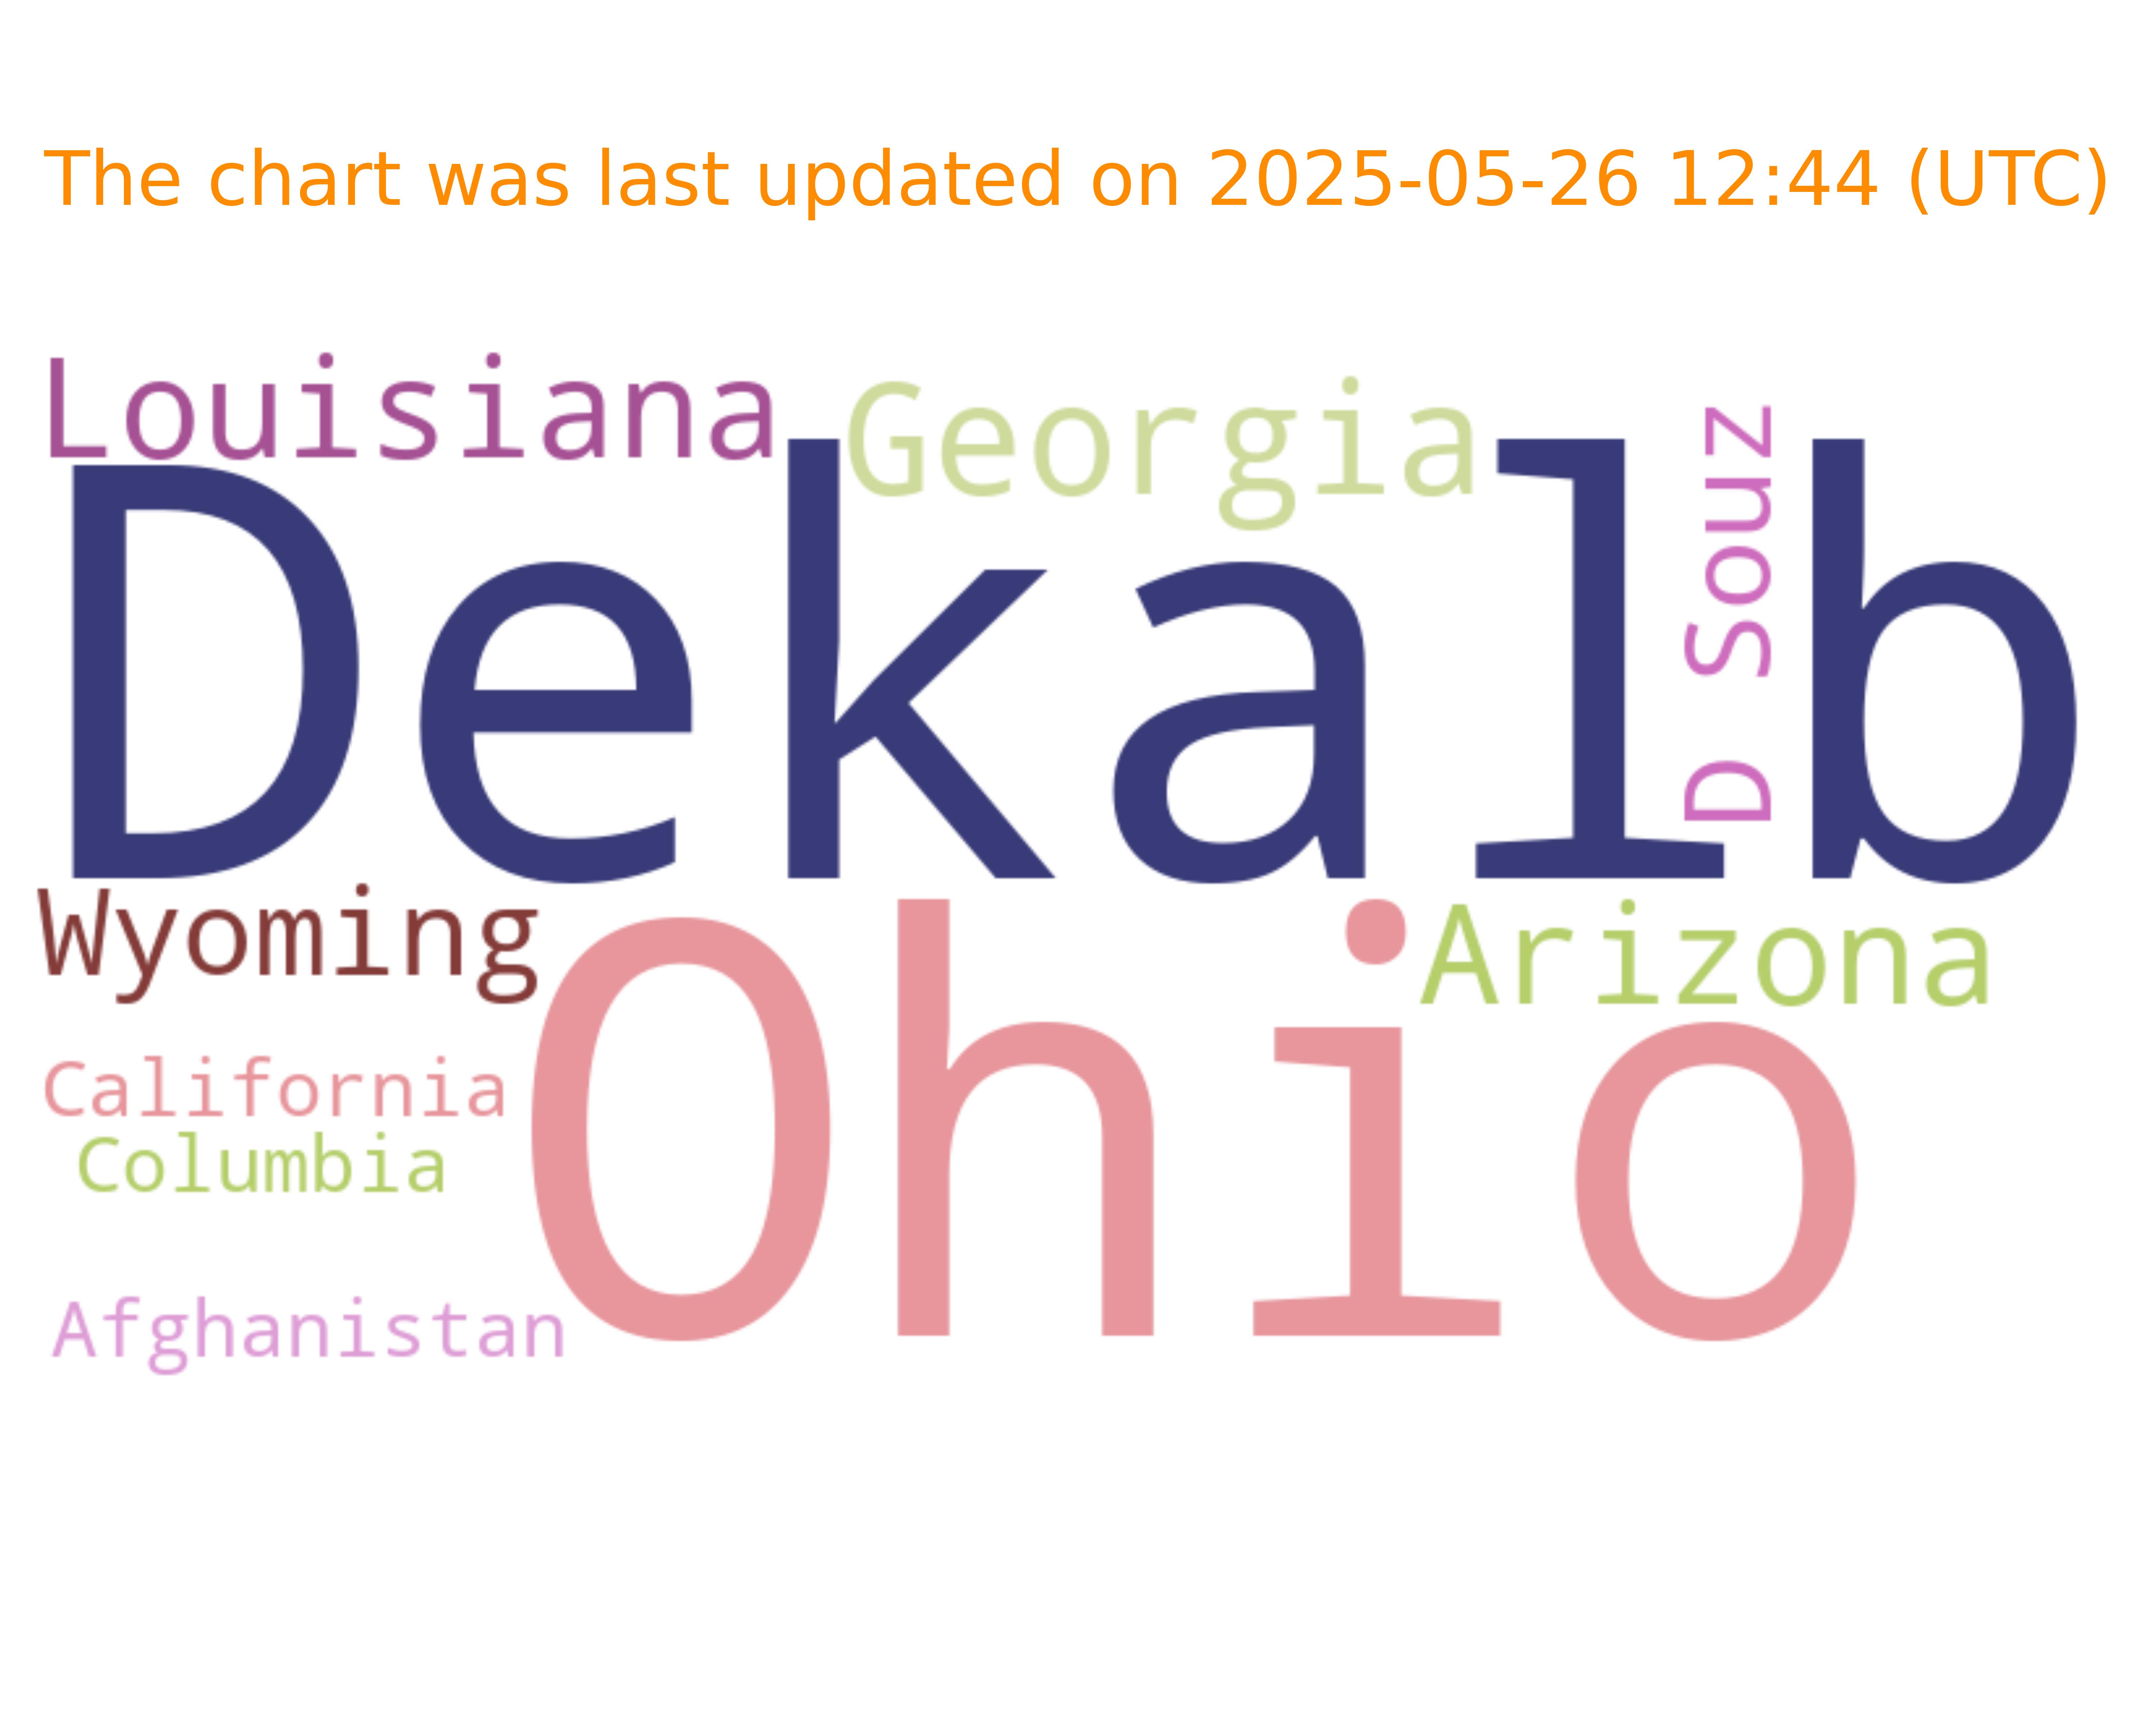 The chart was last updated on 2025-05-26 12:44 (UTC)
Louisiana
Georgia
D Souz
Dekalb
Wyoming
Arizona
Ohio
California
Columbia
Afghanistan